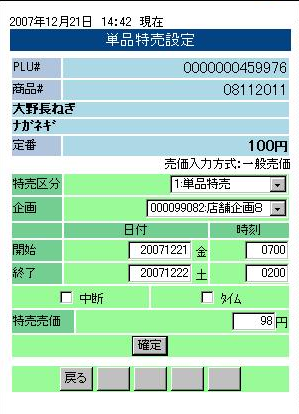 2007年12月21日 14:42 現在
単品特売設定
PLU# 0000000459976
商品# 08112011
大野長ねぎ
ﾅｶﾞﾈｷﾞ
定番 100円
売価入力方式:一般売価
特売区分 1:単品特売
企画 000099082:店舗企画8
日付 時刻
開始 20071221 金 0700
終了 20071222 土 0200
中断 ﾀｲﾑ
特売売価 98 円
確定
戻る